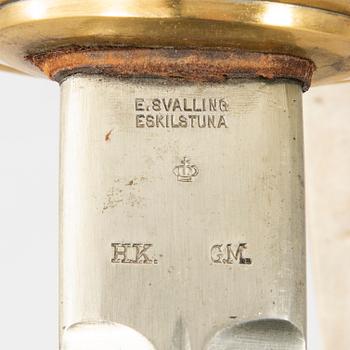 E. SVALLING
ESKILSTUNA
H.K. G.M.